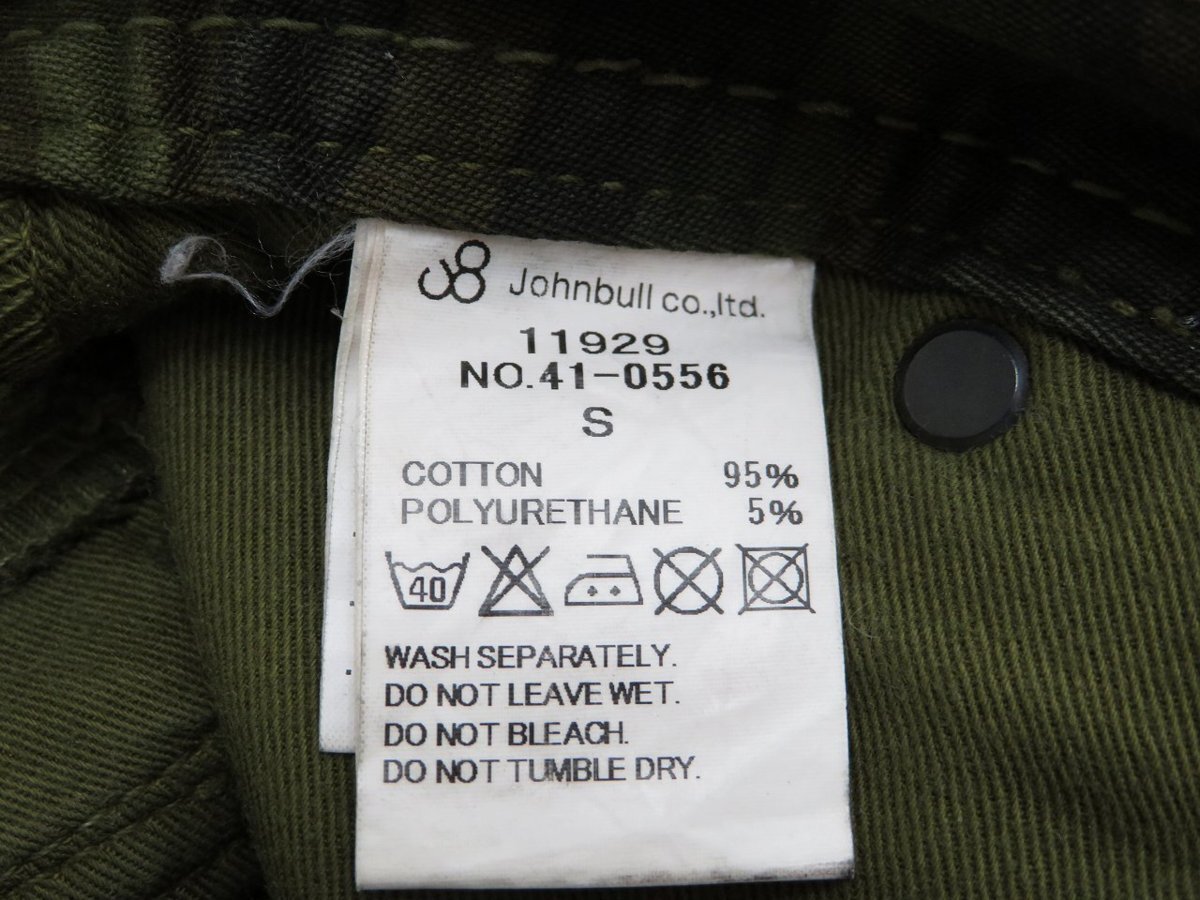 Johnbull co.,ltd.
11929
NO.41-0556
S
COTTON 95%
POLYURETHANE 5%
40
WASH SEPARATELY.
DO NOT LEAVE WET.
DO NOT BLEACH.
DO NOT TUMBLE DRY.